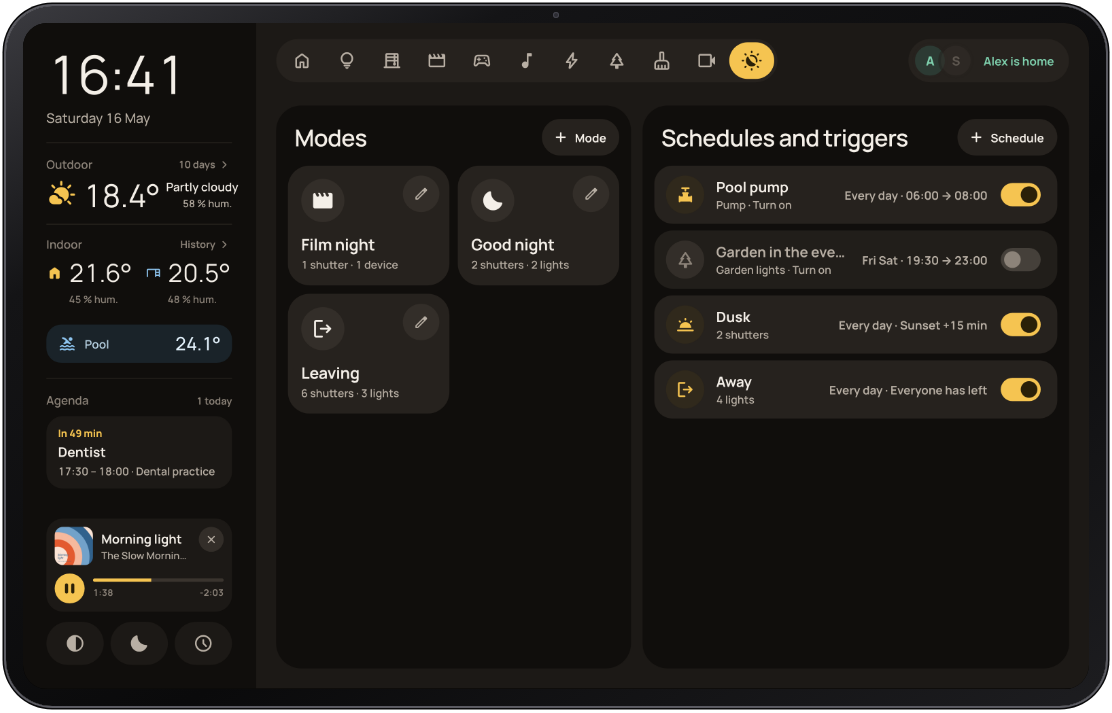 16:41
Saturday 16 May
Outdoor
10 days >
18.4°
Partly cloudy
58 % hum.
Indoor
History >
21.6°
45 % hum.
20.5°
48 % hum.
Pool
24.1°
Agenda
1 today
In 49 min
Dentist
17:30 – 18:00 · Dental practice
Morning light
The Slow Mornin...
1:38
-2:03
A
S
Alex is home
Modes
+ Mode
Film night
1 shutter · 1 device
Good night
2 shutters · 2 lights
Leaving
6 shutters · 3 lights
Schedules and triggers
+ Schedule
Pool pump
Pump · Turn on
Every day · 06:00 → 08:00
Garden in the eve...
Garden lights · Turn on
Fri Sat · 19:30 → 23:00
Dusk
2 shutters
Every day · Sunset +15 min
Away
4 lights
Every day · Everyone has left